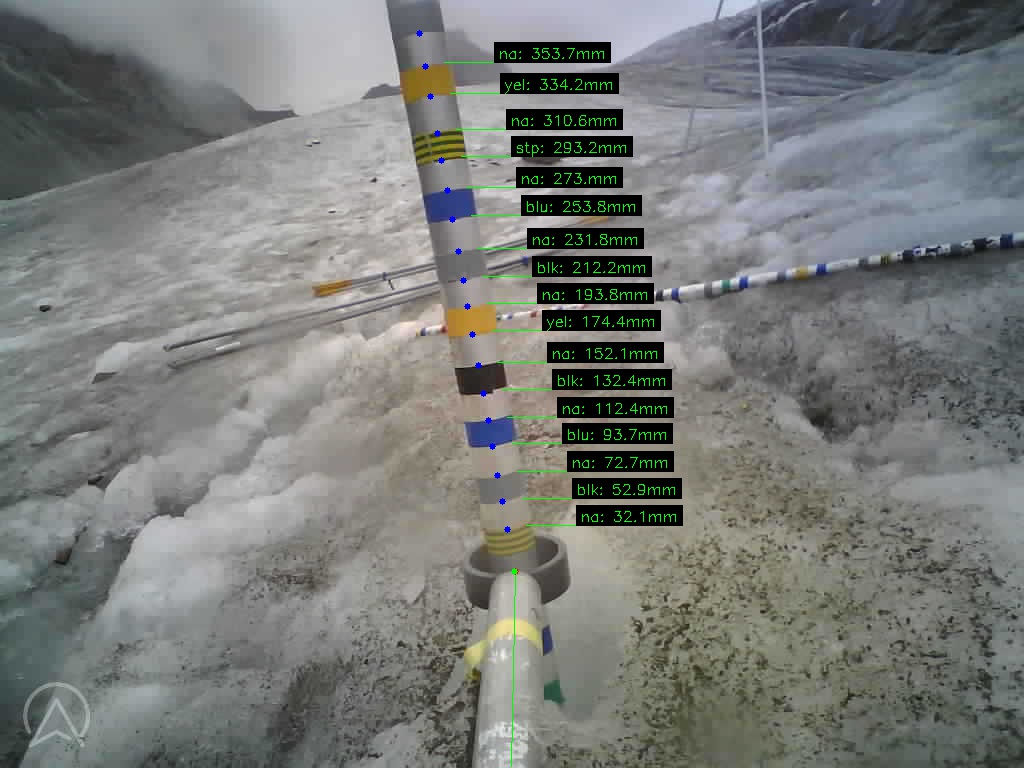 na: 353.7mm
yel: 334.2mm
na: 310.6mm
stp: 293.2mm
na: 273.mm
blu: 253.8mm
na: 231.8mm
blk: 212.2mm
na: 193.8mm
yel: 174.4mm
na: 152.1mm
blk: 132.4mm
na: 112.4mm
blu: 93.7mm
na: 72.7mm
blk: 52.9mm
na: 32.1mm